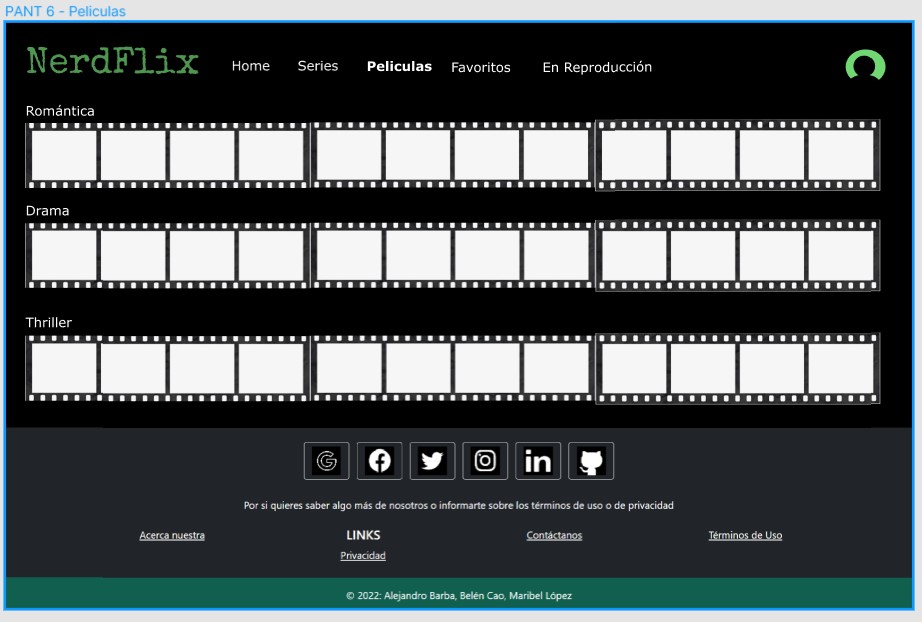 PANT 6 - Peliculas
NerdFlix Home Series Peliculas Favoritos En Reproducción
Romántica
Drama
Thriller
Por si quieres saber algo más de nosotros o informarte sobre los términos de uso o de privacidad
Acerca nuestra LINKS Contáctanos Términos de Uso
Privacidad
© 2022: Alejandro Barba, Belén Cao, Maribel López